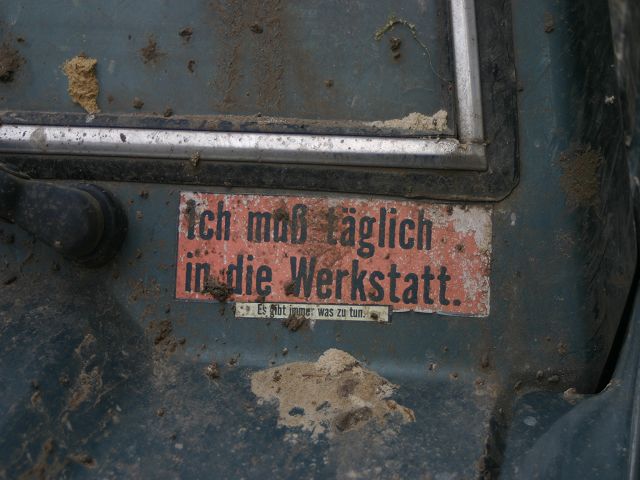 Ich muß täglich
in die Werkstatt.
Es gibt immer was zu tun.